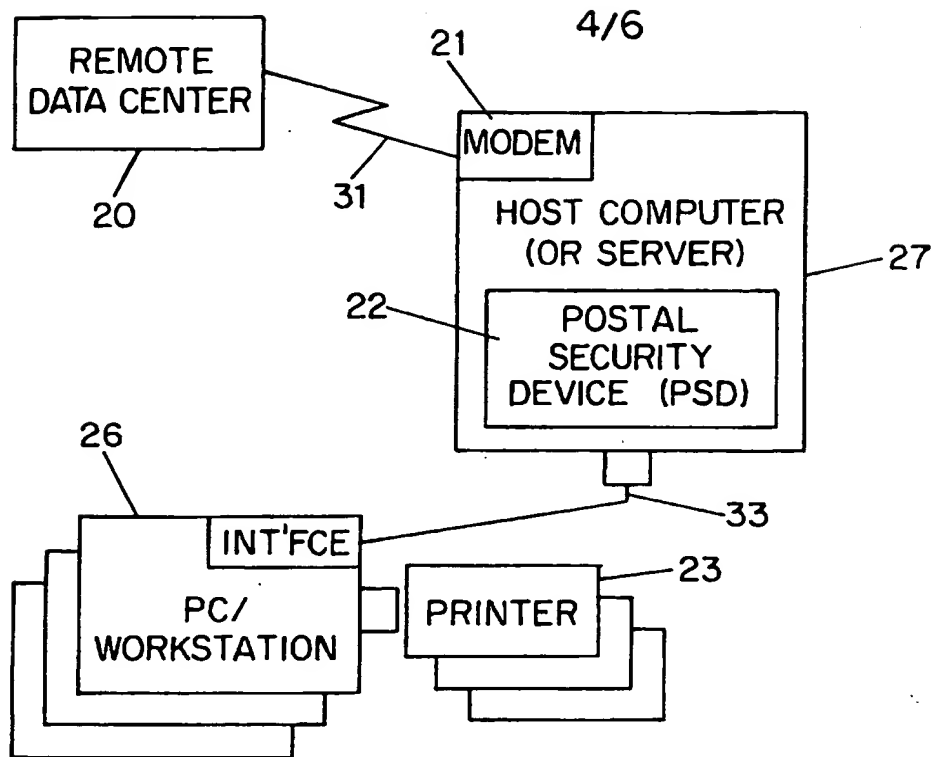 4/6
REMOTE
DATA CENTER
20
31
21
MODEM
HOST COMPUTER
(OR SERVER)
27
22
POSTAL
SECURITY
DEVICE (PSD)
33
26
INT'FCE
PC/
WORKSTATION
23
PRINTER